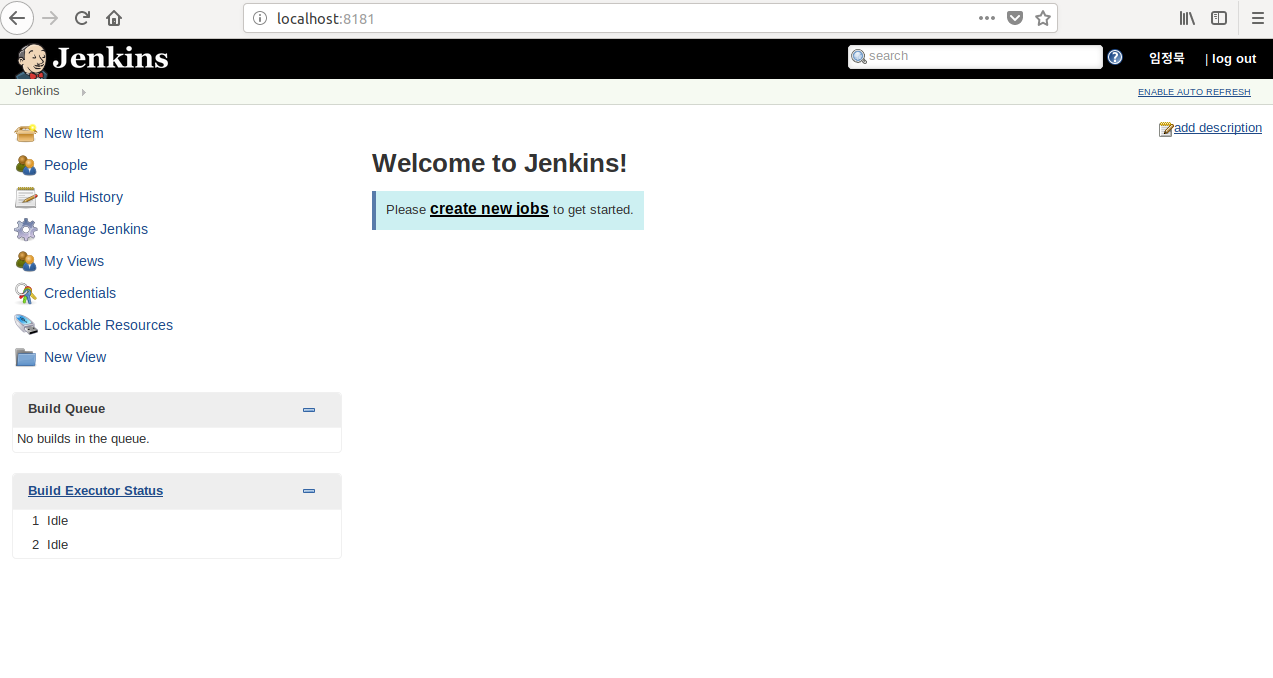 localhost:8181
Jenkins
search
임정묵
| log out
Jenkins
ENABLE AUTO REFRESH
add description
New Item
People
Build History
Manage Jenkins
My Views
Credentials
Lockable Resources
New View
Welcome to Jenkins!
Please create new jobs to get started.
Build Queue
No builds in the queue.
Build Executor Status
1 Idle
2 Idle